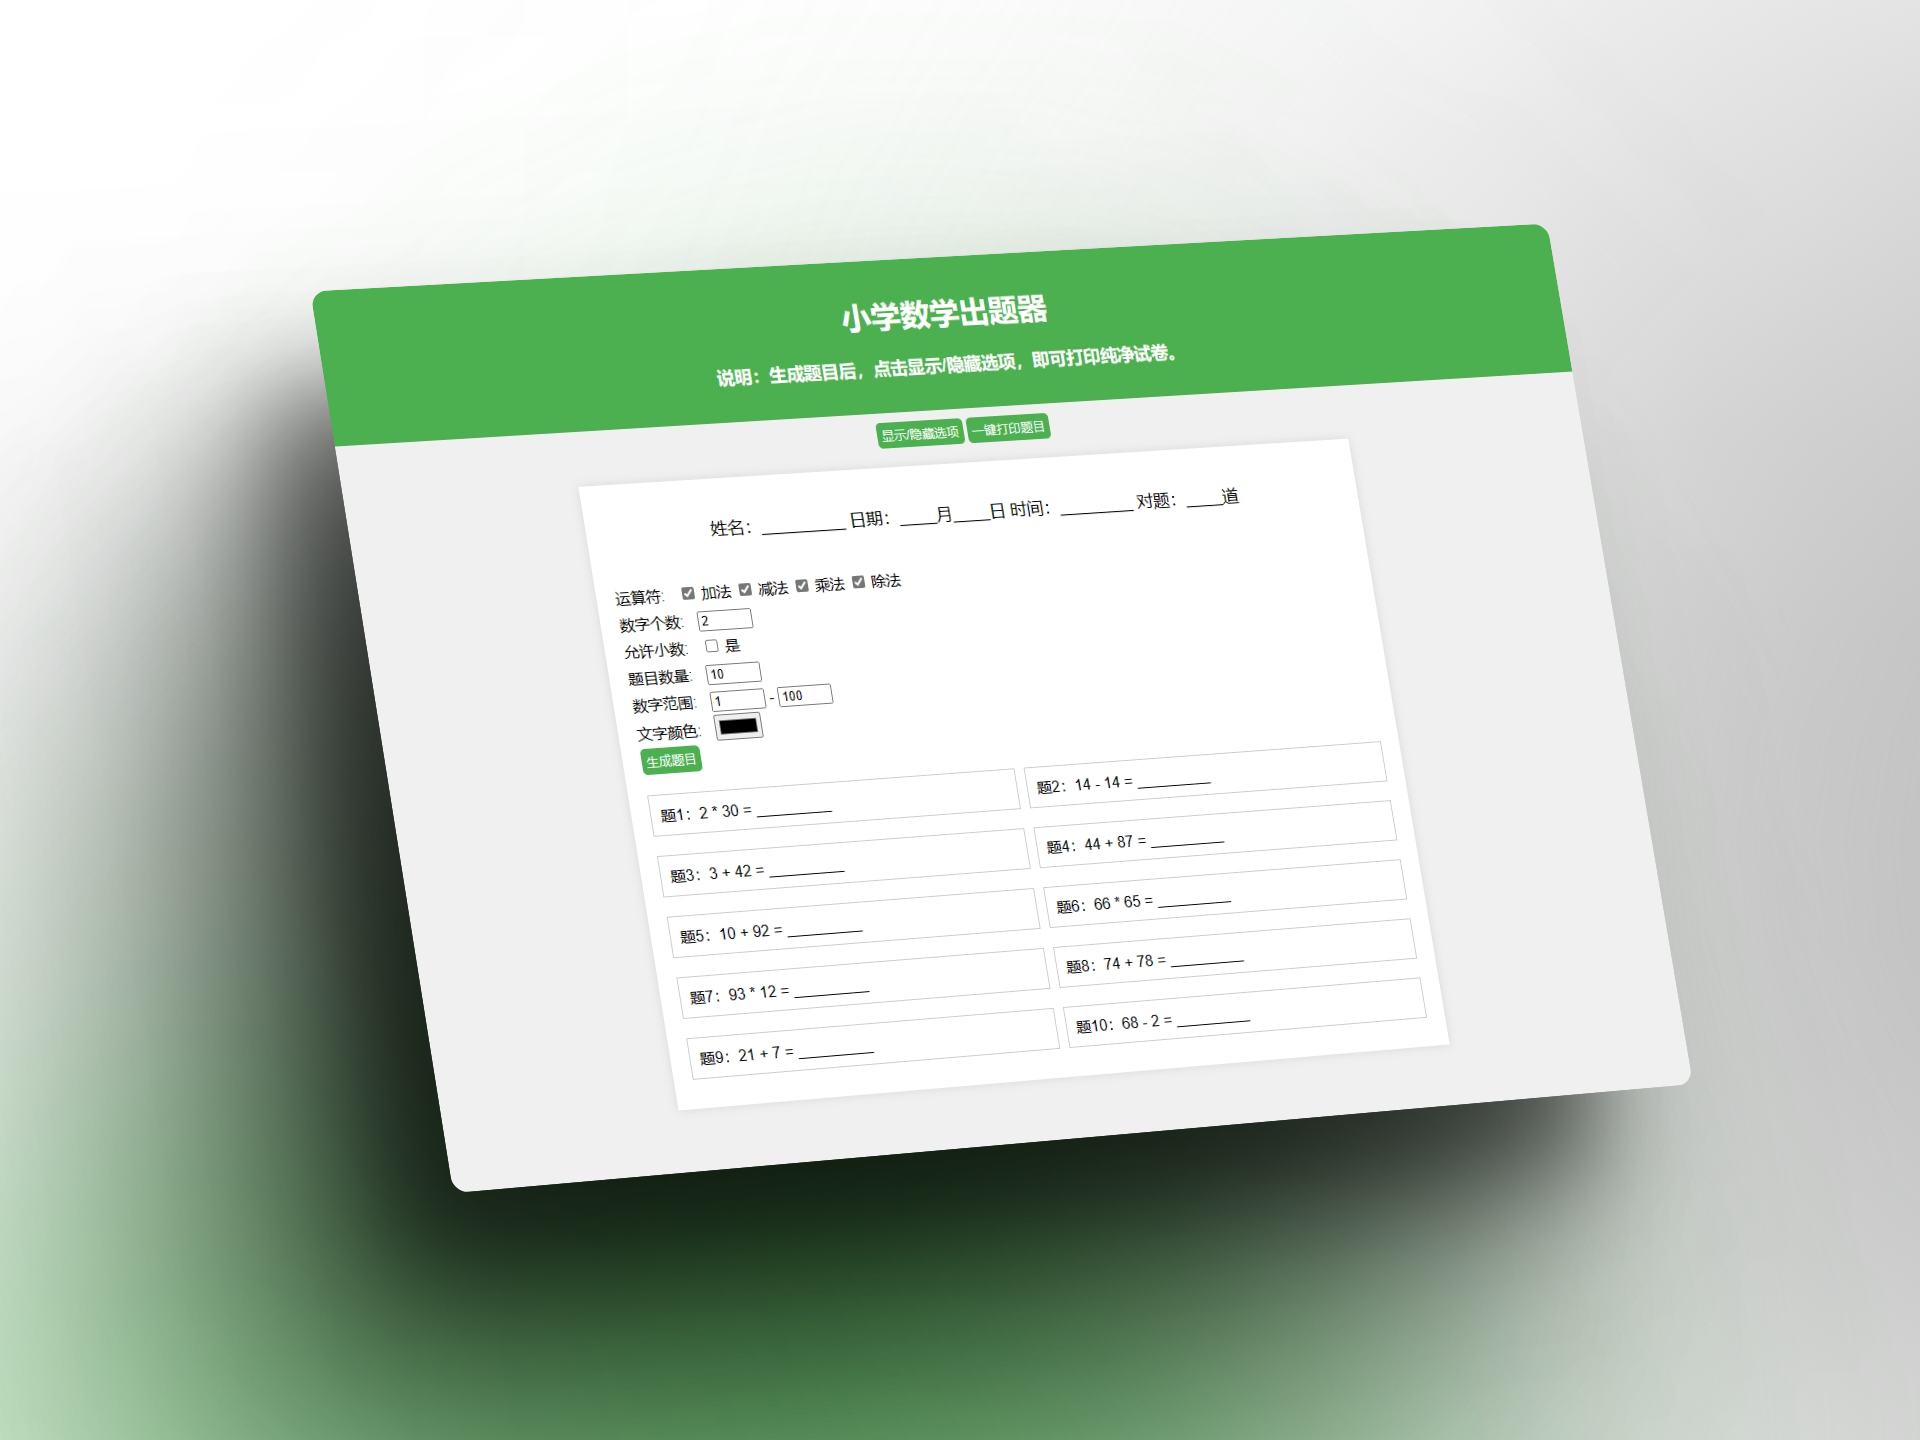 小学数学出题器
说明：生成题目后，点击显示/隐藏选项，即可打印纯净试卷。
显示/隐藏选项 一键打印题目
姓名：_________ 日期：____月____日 时间：________ 对题：____道
运算符: 加法 减法 乘法 除法
数字个数: 2
允许小数: 是
题目数量: 10
数字范围: 1 - 100
文字颜色:
生成题目
题1：2 * 30 = ________
题2：14 - 14 = ________
题3：3 + 42 = ________
题4：44 + 87 = ________
题5：10 + 92 = ________
题6：66 * 65 = ________
题7：93 * 12 = ________
题8：74 + 78 = ________
题9：21 + 7 = ________
题10：68 - 2 = ________